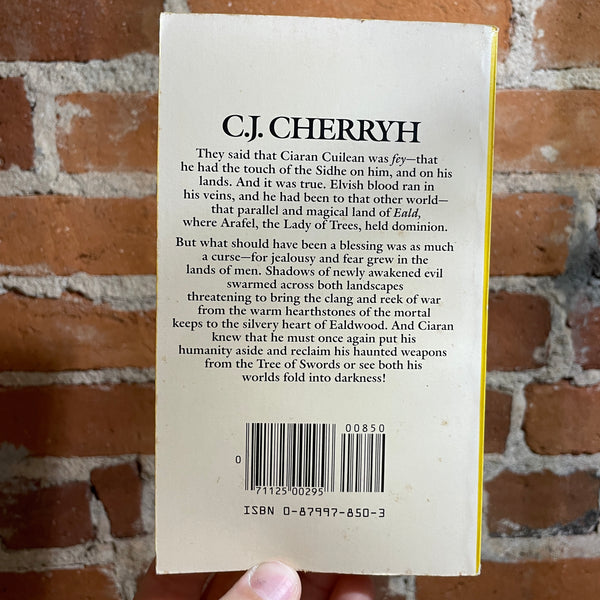 C.J. CHERRYH
They said that Ciaran Cuilean was fey—that
he had the touch of the Sidhe on him, and on his
lands. And it was true. Elvish blood ran in
his veins, and he had been to that other world—
that parallel and magical land of Eald,
where Arafel, the Lady of Trees, held dominion.
But what should have been a blessing was as much
a curse—for jealousy and fear grew in the
lands of men. Shadows of newly awakened evil
swarmed across both landscapes
threatening to bring the clang and reek of war
from the warm hearthstones of the mortal
keeps to the silvery heart of Ealdwood. And Ciaran
knew that he must once again put his
humanity aside and reclaim his haunted weapons
from the Tree of Swords or see both his
worlds fold into darkness!
00850
0
71125 00295
ISBN 0-87997-850-3